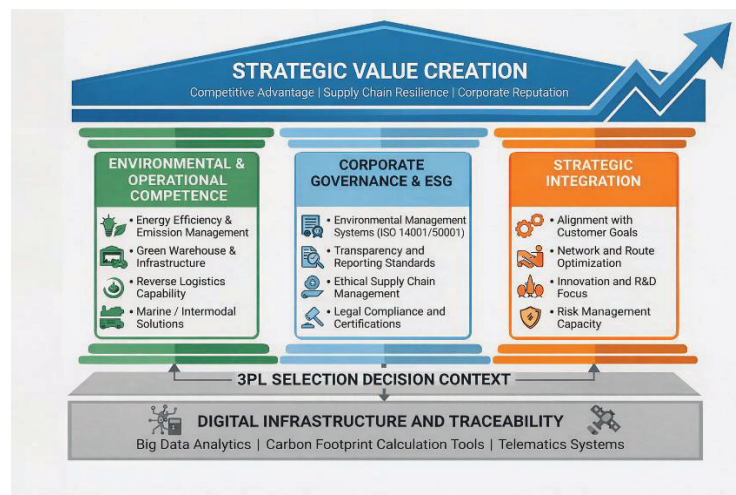 STRATEGIC VALUE CREATION
Competitive Advantage | Supply Chain Resilience | Corporate Reputation
ENVIRONMENTAL &
OPERATIONAL
COMPETENCE
• Energy Efficiency &
Emission Management
• Green Warehouse &
Infrastructure
• Reverse Logistics
Capability
• Marine / Intermodal
Solutions
CORPORATE
GOVERNANCE & ESG
• Environmental Management
Systems (ISO 14001/50001)
• Transparency and
Reporting Standards
• Ethical Supply Chain
Management
• Legal Compliance and
Certifications
STRATEGIC
INTEGRATION
• Alignment with
Customer Goals
• Network and Route
Optimization
• Innovation and R&D
Focus
• Risk Management
Capacity
3PL SELECTION DECISION CONTEXT
DIGITAL INFRASTRUCTURE AND TRACEABILITY
Big Data Analytics | Carbon Footprint Calculation Tools | Telematics Systems